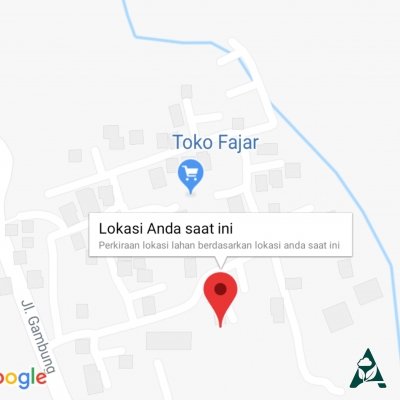 Toko Fajar
Lokasi Anda saat ini
Perkiraan lokasi lahan berdasarkan lokasi anda saat ini
Jl. Gambung
oogle